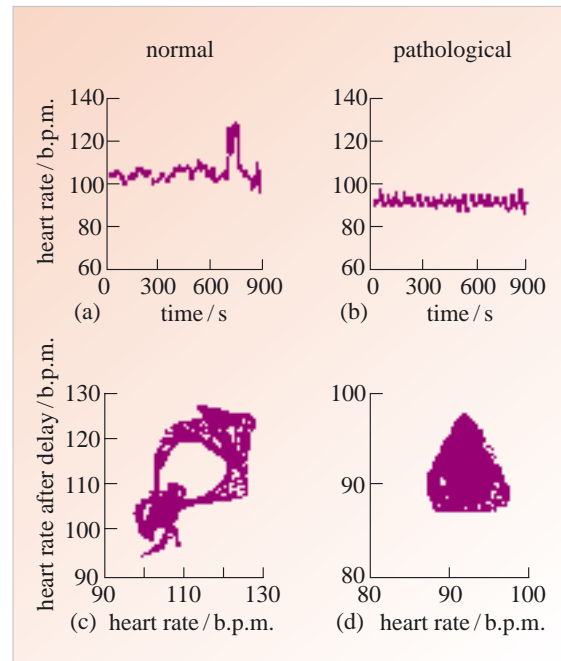 normal
pathological
heart rate / b.p.m.
140
120
100
80
60
0 300 600 900
(a) time / s
140
120
100
80
60
0 300 600 900
(b) time / s
heart rate after delay / b.p.m.
130
120
110
100
90
90 110 130
(c) heart rate / b.p.m.
100
90
80
80 90 100
(d) heart rate / b.p.m.